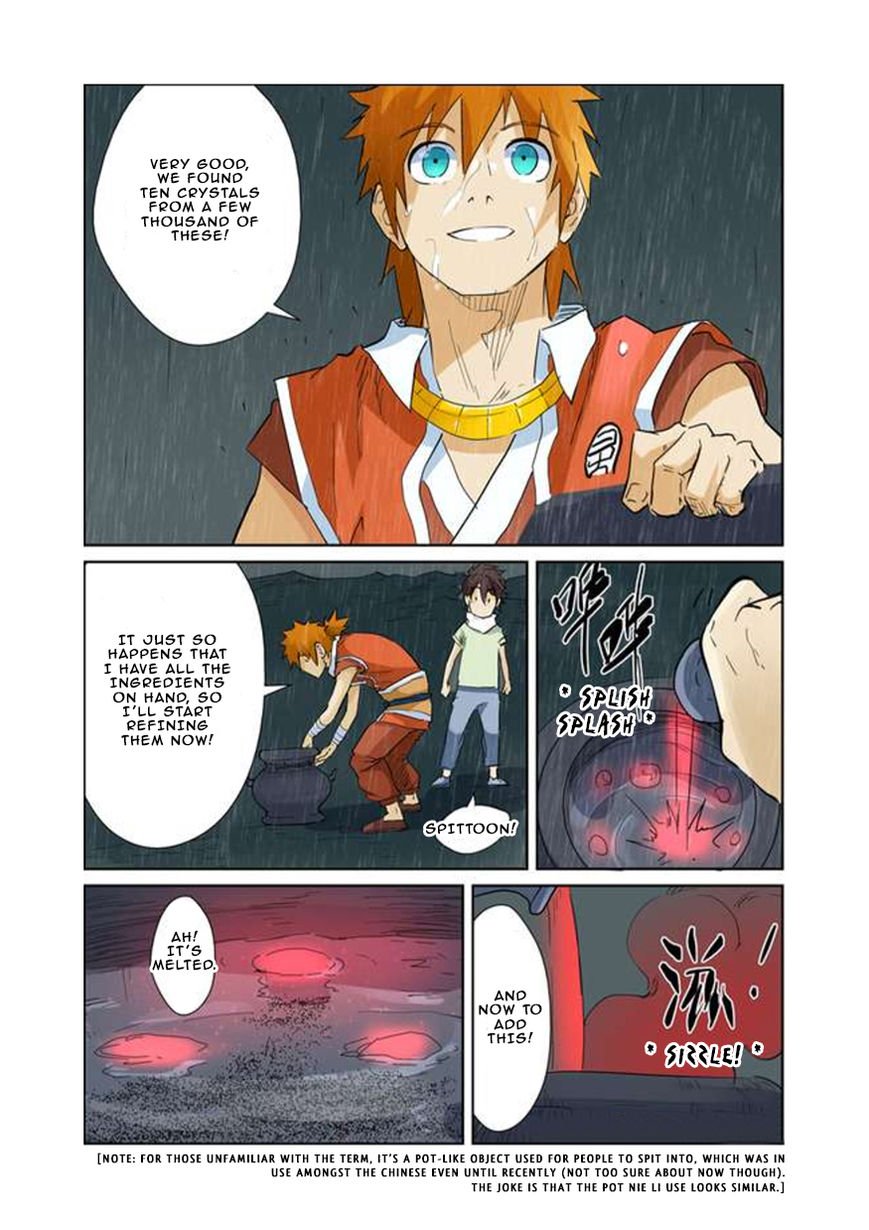 VERY GOOD,
WE FOUND
TEN CRYSTALS
FROM A FEW
THOUSAND OF
THESE!
IT JUST SO
HAPPENS THAT
I HAVE ALL THE
INGREDIENTS
ON HAND, SO
I'LL START
REFINING
THEM NOW!
SPITTOON!
哔哔
* SPLISH
SPLASH *
AH!
IT'S
MELTED.
AND
NOW TO
ADD
THIS!
* SIZZLE! *
[NOTE: FOR THOSE UNFAMILIAR WITH THE TERM, IT'S A POT-LIKE OBJECT USED FOR PEOPLE TO SPIT INTO, WHICH WAS IN
USE AMONGST THE CHINESE EVEN UNTIL RECENTLY (NOT TOO SURE ABOUT NOW THOUGH).
THE JOKE IS THAT THE POT NIE LI USE LOOKS SIMILAR.]